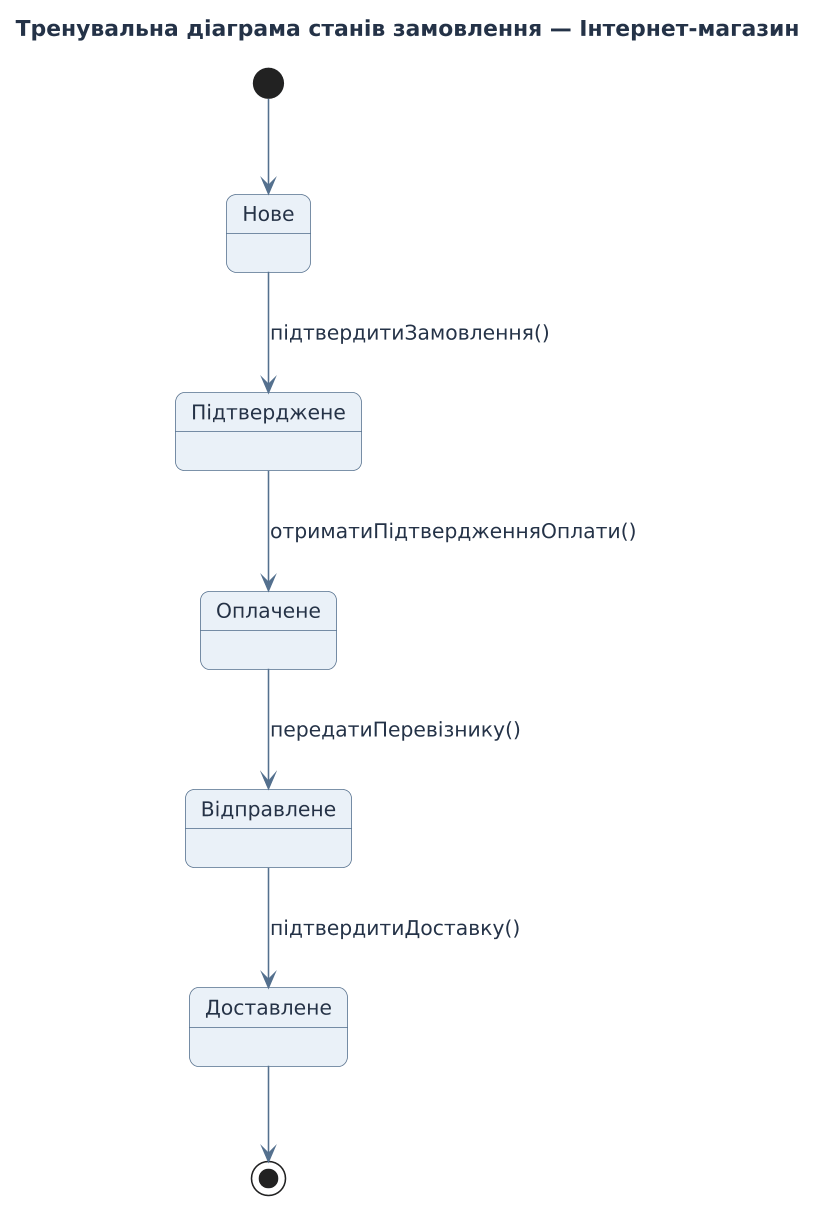 Тренувальна діаграма станів замовлення — Інтернет-магазин
Нове
підтвердитиЗамовлення()
Підтверджене
отриматиПідтвердженняОплати()
Оплачене
передатиПеревізнику()
Відправлене
підтвердитиДоставку()
Доставлене